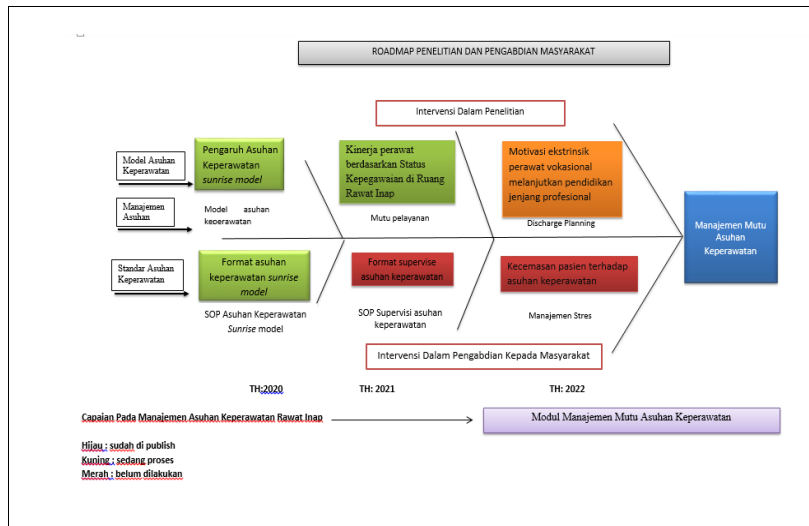 ROADMAP PENELITIAN DAN PENGABDIAN MASYARAKAT
Intervensi Dalam Penelitian
Model Asuhan
Keperawatan
Manajemen
Asuhan
Standar Asuhan
Keperawatan
Pengaruh Asuhan
Keperawatan
sunrise model
Model asuhan
keperawatan
Kinerja perawat
berdasarkan Status
Kepegawaian di Ruang
Rawat Inap
Mutu pelayanan
Motivasi ekstrinsik
perawat vokasional
melanjutkan pendidikan
jenjang profesional
Discharge Planning
Manajemen Mutu
Asuhan
Keperawatan
Format asuhan
keperawatan sunrise
model
SOP Asuhan Keperawatan
Sunrise model
Format supervise
asuhan keperawatan
SOP Supervisi asuhan
keperawatan
Kecemasan pasien terhadap
asuhan keperawatan
Manajemen Stres
Intervensi Dalam Pengabdian Kepada Masyarakat
TH:2020
TH: 2021
TH: 2022
Capaian Pada Manajemen Asuhan Keperawatan Rawat Inap
Modul Manajemen Mutu Asuhan Keperawatan
Hijau : sudah di publish
Kuning : sedang proses
Merah : belum dilakukan